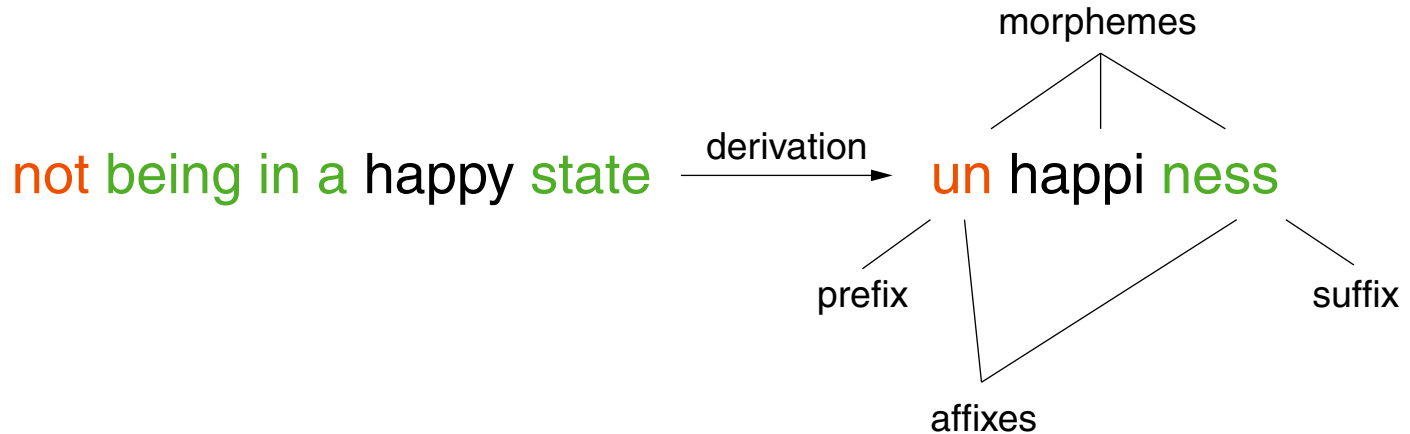 morphemes
derivation
not being in a happy state
un happi ness
prefix
suffix
affixes